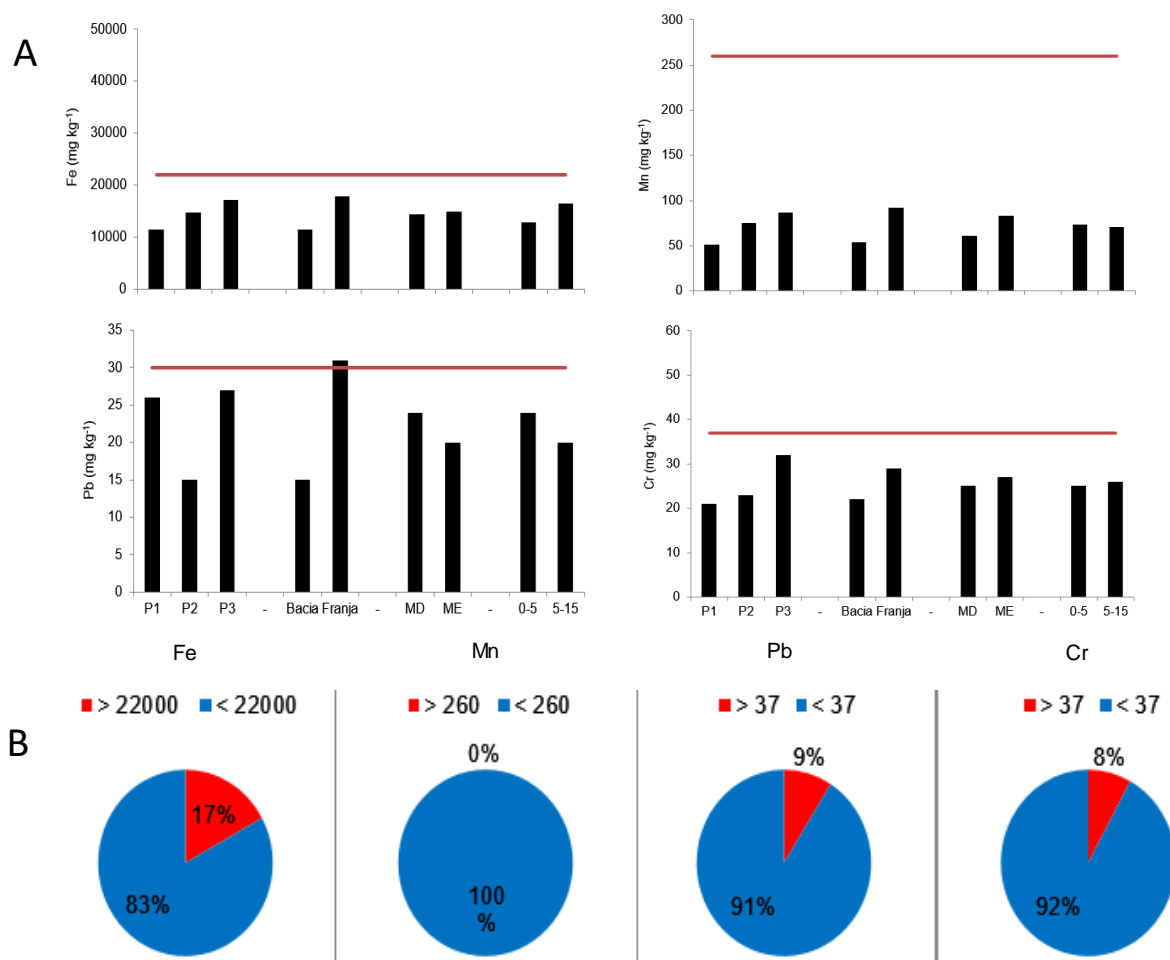 A
Fe (mg kg⁻¹)
50000
40000
30000
20000
10000
0
Mn (mg kg⁻¹)
300
250
200
150
100
50
0
Pb (mg kg⁻¹)
35
30
25
20
15
10
5
0
P1 P2 P3 - Bacia Franja - MD ME - 0-5 5-15
Cr (mg kg⁻¹)
60
50
40
30
20
10
0
P1 P2 P3 - Bacia Franja - MD ME - 0-5 5-15
Fe Mn Pb Cr
B
> 22000 < 22000
17%
83%
> 260 < 260
0%
100
%
> 37 < 37
9%
91%
> 37 < 37
8%
92%